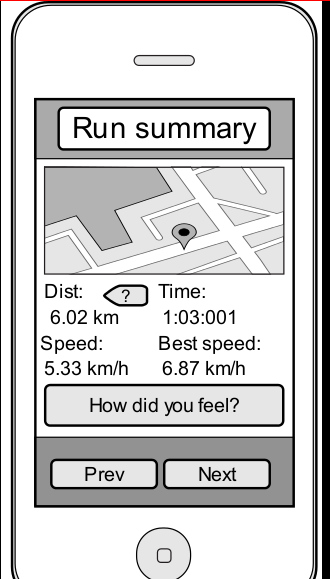 Run summary
Dist: ? Time:
6.02 km 1:03:001
Speed: Best speed:
5.33 km/h 6.87 km/h
How did you feel?
Prev Next